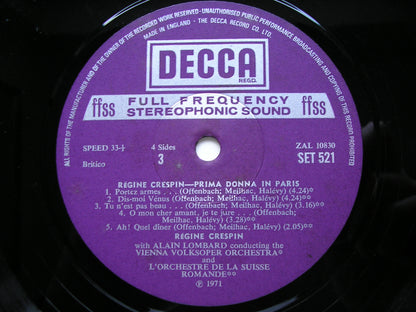 ALL RIGHTS OF THE MANUFACTURER AND OF THE OWNER OF THE RECORDED WORK RESERVED · UNAUTHORISED PUBLIC PERFORMANCE BROADCASTING AND COPYING OF THIS RECORD PROHIBITED
MADE IN ENGLAND · THE DECCA RECORD CO. LTD.
DECCA
REGD.
ffss FULL FREQUENCY ffss
STEREOPHONIC SOUND
SPEED 33⅓ 4 Sides ZAL 10830
3 SET 521
Britico
REGINE CRESPIN—PRIMA DONNA IN PARIS
1. Portez armes . . . (Offenbach; Meilhac, Halévy) (4.24)*
2. Dis-moi Vénus (Offenbach; Meilhac, Halévy) (4.24)*
3. Tu n'est pas beau . . . (Offenbach; Meilhac, Halévy) (3.16)**
4. O mon cher amant, je te jure . . . (Offenbach;
Meilhac, Halévy) (3.28)**
5. Ah! Quel dîner (Offenbach; Meilhac, Halévy) (2.05)**
REGINE CRESPIN
with ALAIN LOMBARD conducting the
VIENNA VOLKSOPER ORCHESTRA*
and
L'ORCHESTRE DE LA SUISSE
ROMANDE**
℗ 1971